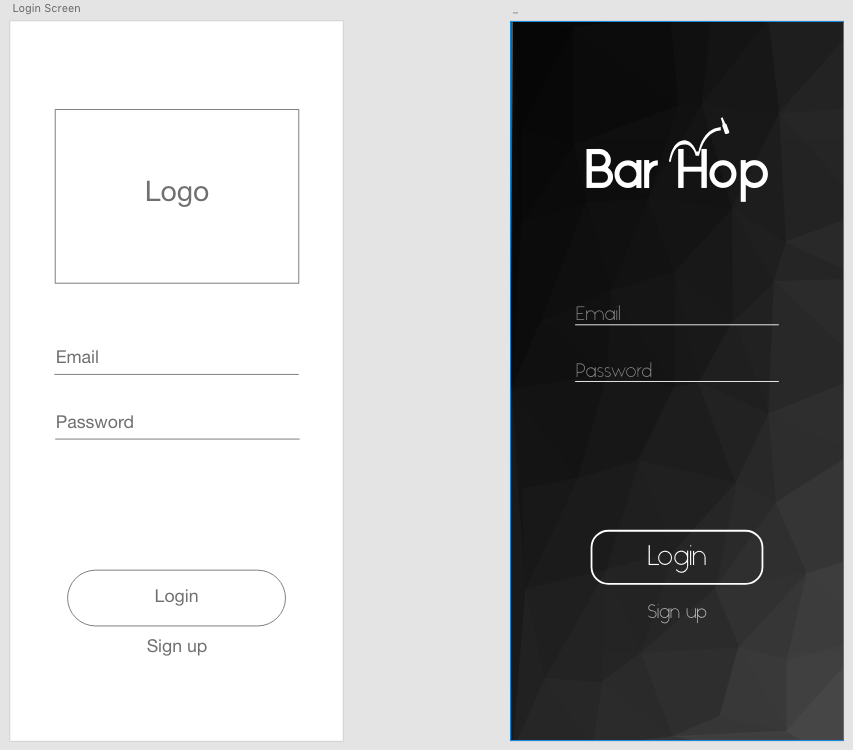 Login Screen
Logo
Email
Password
Login
Sign up
..
Bar Hop
Email
Password
Login
Sign up